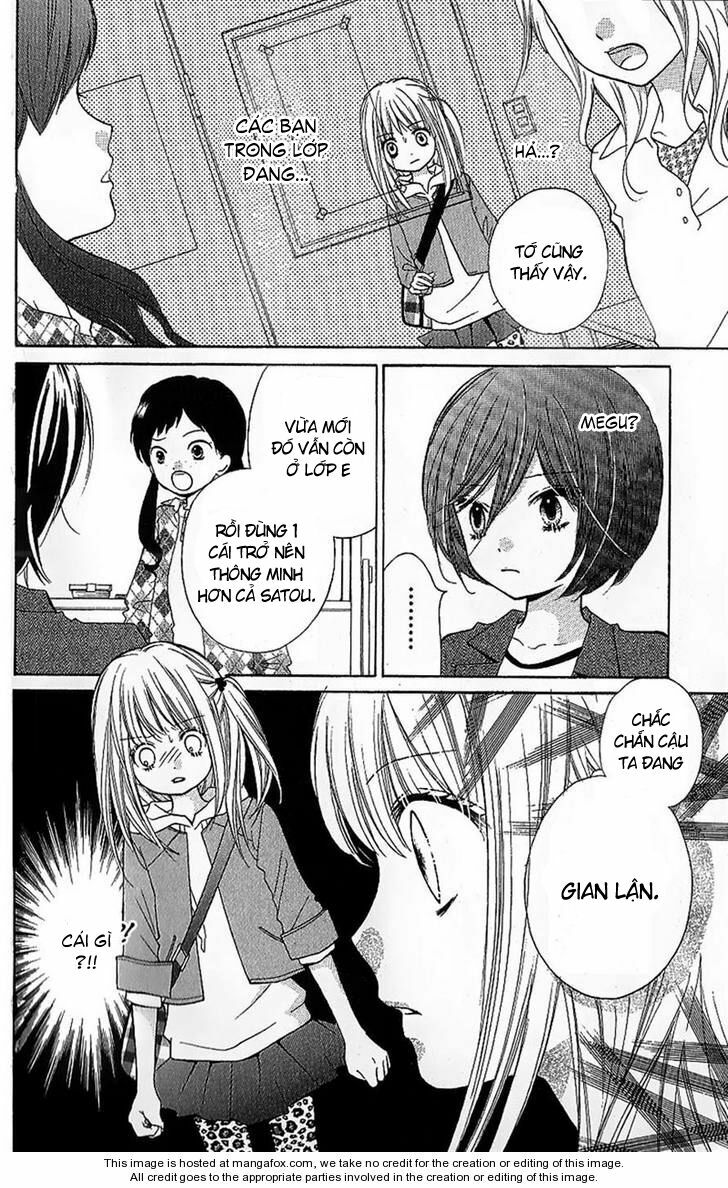 CÁC BẠN
TRONG LỚP
ĐANG...
HẢ...?
TỚ CŨNG
THẤY VẬY.
VỪA MỚI
ĐÓ VẪN CÒN
Ở LỚP E
RỒI ĐÙNG 1
CÁI TRỞ NÊN
THÔNG MINH
HƠN CẢ SATOU.
MEGU?
........
CHẮC
CHẮN CẬU
TA ĐANG
GIAN LẬN.
CÁI GÌ
?!!
This image is hosted at mangafox.com, we take no credit for the creation or editing of this image.
All credit goes to the appropriate parties involved in the creation or editing of this image.